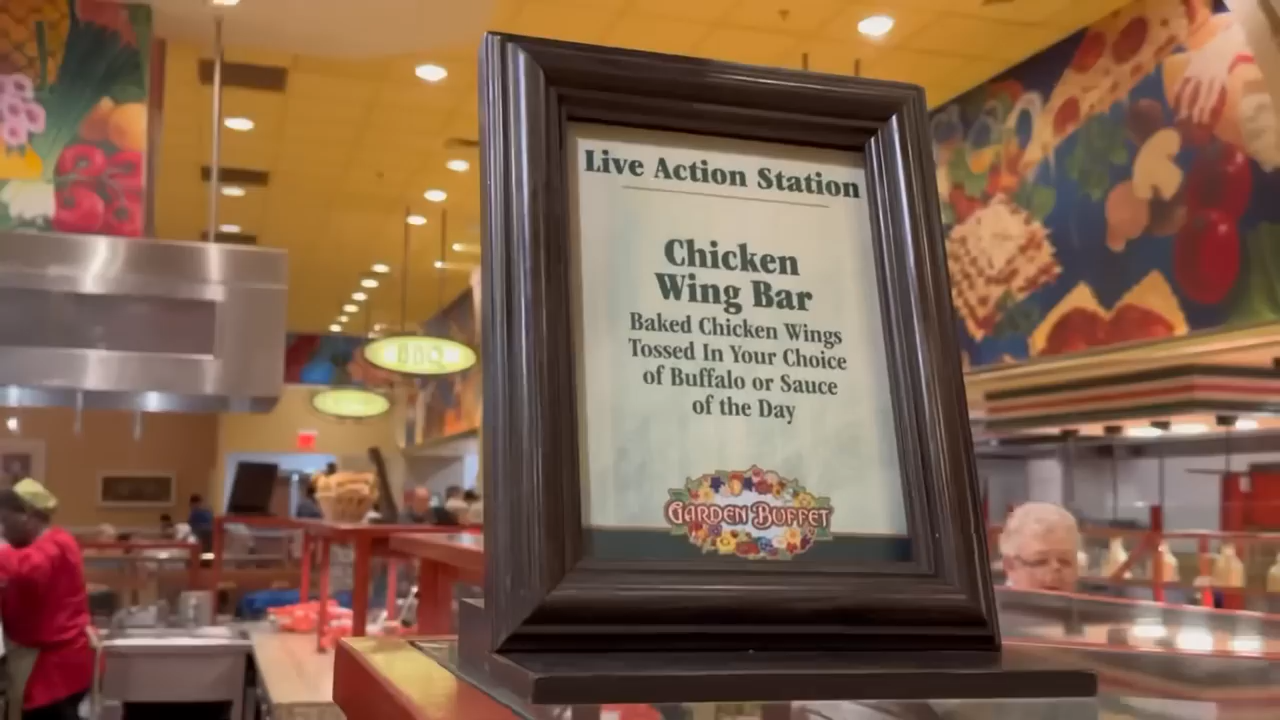 Live Action Station
Chicken
Wing Bar
Baked Chicken Wings
Tossed In Your Choice
of Buffalo or Sauce
of the Day
GARDEN BUFFET
BBQ